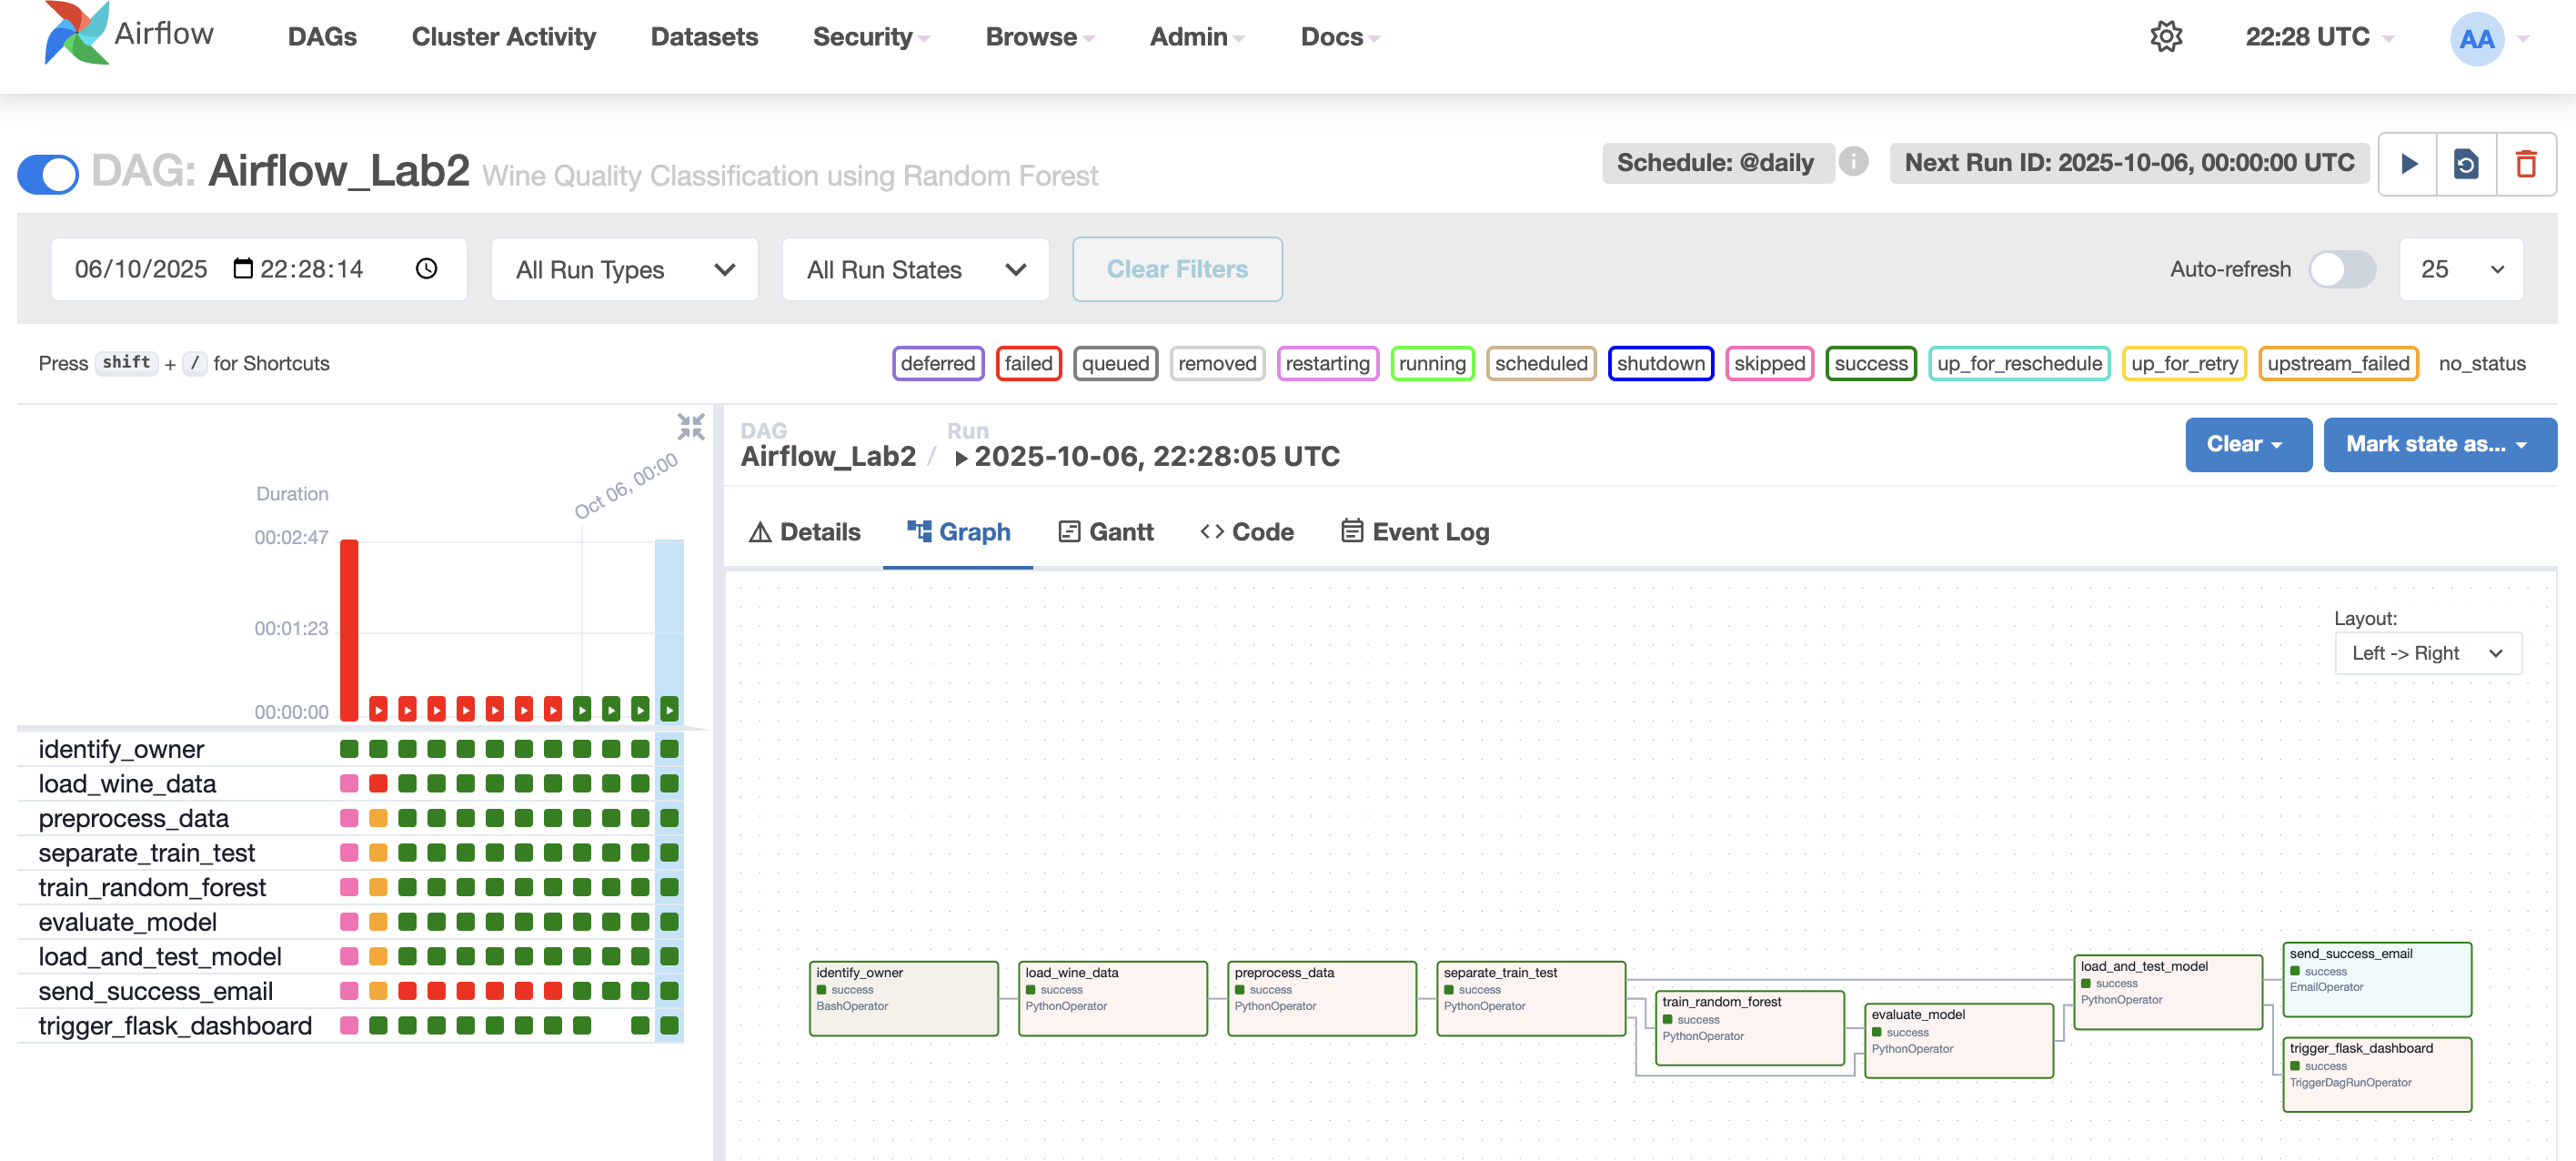 Airflow DAGs Cluster Activity Datasets Security Browse Admin Docs 22:28 UTC AA
DAG: Airflow_Lab2 Wine Quality Classification using Random Forest Schedule: @daily i Next Run ID: 2025-10-06, 00:00:00 UTC
06/10/2025 22:28:14 All Run Types All Run States Clear Filters Auto-refresh 25
Press shift + / for Shortcuts deferred failed queued removed restarting running scheduled shutdown skipped success up_for_reschedule up_for_retry upstream_failed no_status
Duration
Oct 06, 00:00
00:02:47
00:01:23
00:00:00
identify_owner
load_wine_data
preprocess_data
separate_train_test
train_random_forest
evaluate_model
load_and_test_model
send_success_email
trigger_flask_dashboard
DAG Run
Airflow_Lab2 / 2025-10-06, 22:28:05 UTC
Clear Mark state as...
Details Graph Gantt Code Event Log
Layout:
Left -> Right
identify_owner
success
BashOperator
load_wine_data
success
PythonOperator
preprocess_data
success
PythonOperator
separate_train_test
success
PythonOperator
train_random_forest
success
PythonOperator
evaluate_model
success
PythonOperator
load_and_test_model
success
PythonOperator
send_success_email
success
EmailOperator
trigger_flask_dashboard
success
TriggerDagRunOperator